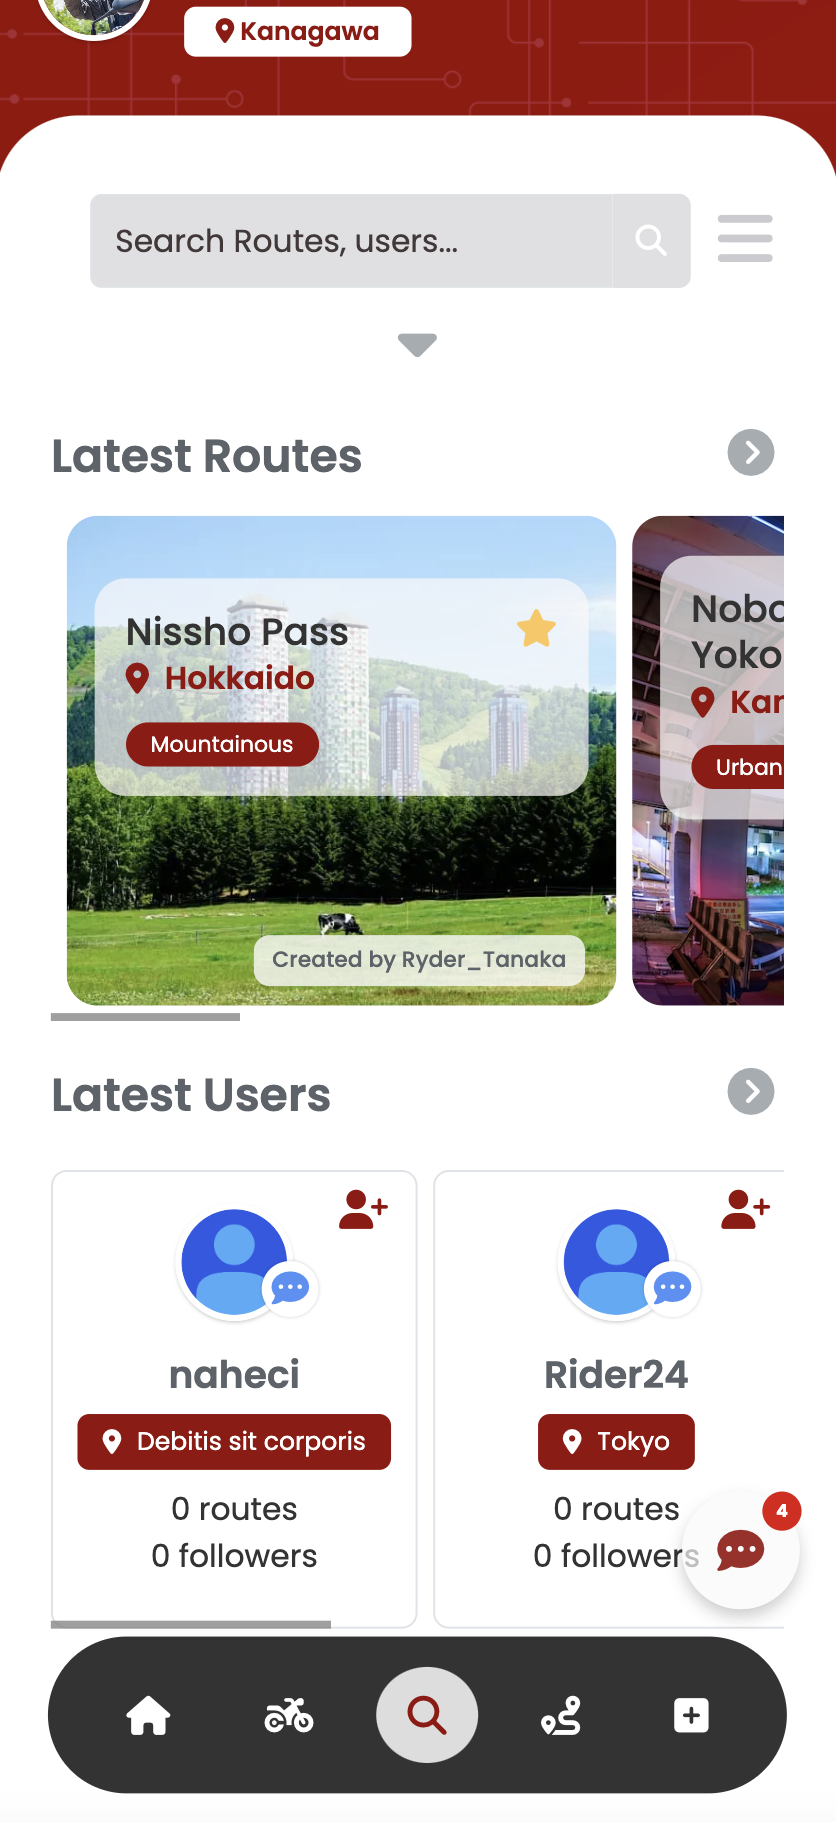 Kanagawa
Search Routes, users...
Latest Routes
Nissho Pass
Hokkaido
Mountainous
Created by Ryder_Tanaka
Nobo
Yoko
Kan
Urban
Latest Users
naheci
Debitis sit corporis
0 routes
0 followers
Rider24
Tokyo
0 routes
0 followers
4